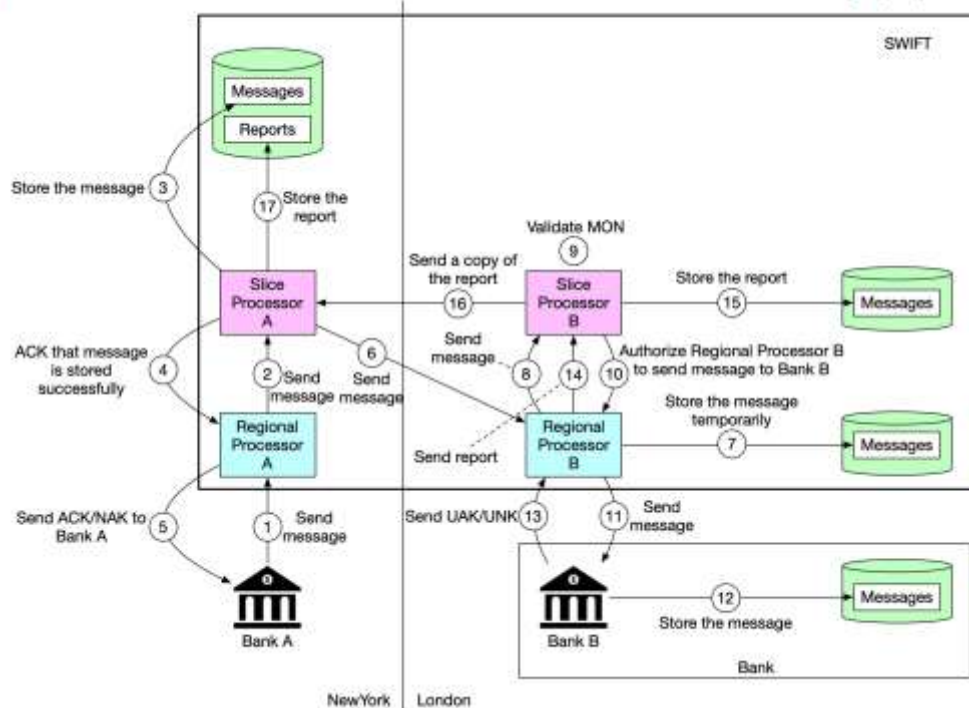 SWIFT
Messages
Reports
Store the message
3
17
Store the
report
Validate MON
9
Send a copy of
the report
Store the report
Slice
Processor
A
16
Slice
Processor
B
15
Messages
ACK that message
is stored
successfully
4
2
Send
message
6
Send
message
Send
message
8
14
10
Authorize Regional Processor B
to send message to Bank B
Store the message
temporarily
Regional
Processor
A
Send report
Regional
Processor
B
7
Messages
Send ACK/NAK to
Bank A
5
1
Send
message
Send UAK/UNK
13
11
Send
message
Bank A
Bank B
12
Store the message
Messages
Bank
NewYork
London